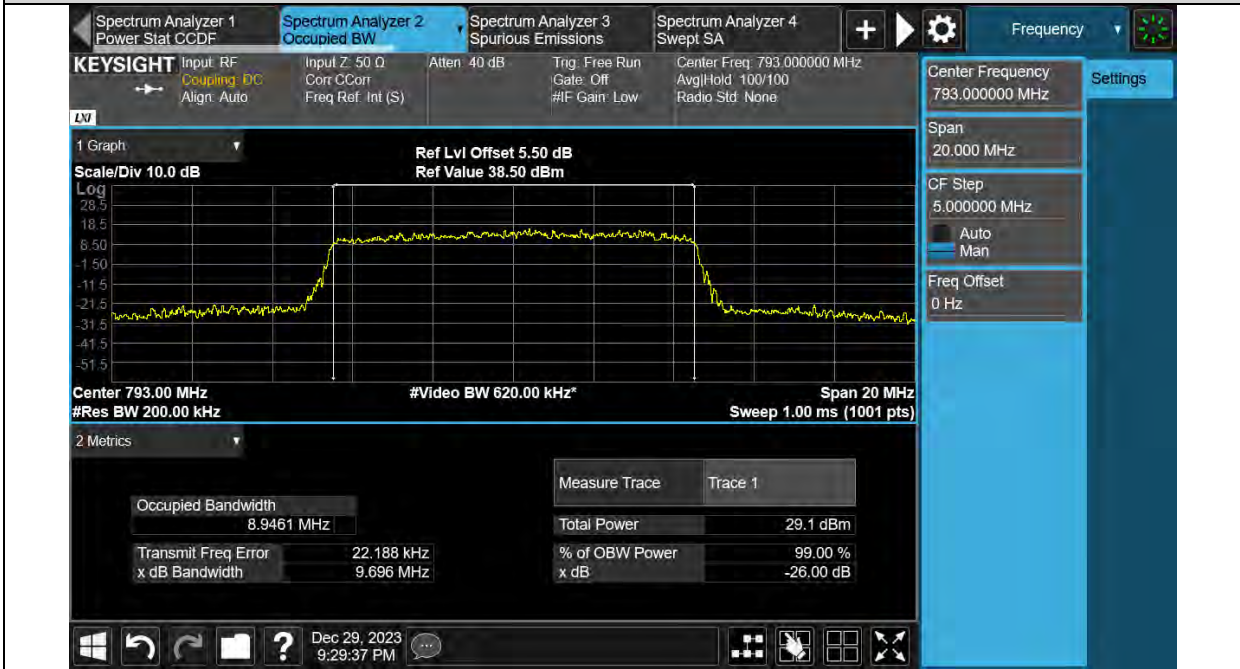 Spectrum Analyzer 1
Power Stat CCDF
Spectrum Analyzer 2
Occupied BW
Spectrum Analyzer 3
Spurious Emissions
Spectrum Analyzer 4
Swept SA
+
Frequency
KEYSIGHT
Input: RF
Coupling: DC
Align: Auto
Input Z: 50 Ω
Corr CCorr
Freq Ref: Int (S)
Atten: 40 dB
Trig: Free Run
Gate: Off
#IF Gain: Low
Center Freq: 793.000000 MHz
Avg|Hold: 100/100
Radio Std: None
LXI
Center Frequency
793.000000 MHz
Settings
Span
20.000 MHz
CF Step
5.000000 MHz
Auto
Man
Freq Offset
0 Hz
1 Graph
Scale/Div 10.0 dB
Ref Lvl Offset 5.50 dB
Ref Value 38.50 dBm
Log
28.5
18.5
8.50
-1.50
-11.5
-21.5
-31.5
-41.5
-51.5
Center 793.00 MHz
#Video BW 620.00 kHz*
Span 20 MHz
#Res BW 200.00 kHz
Sweep 1.00 ms (1001 pts)
2 Metrics
Measure Trace Trace 1
Occupied Bandwidth
8.9461 MHz
Total Power 29.1 dBm
Transmit Freq Error 22.188 kHz
% of OBW Power 99.00 %
x dB Bandwidth 9.696 MHz
x dB -26.00 dB
?
Dec 29, 2023
9:29:37 PM